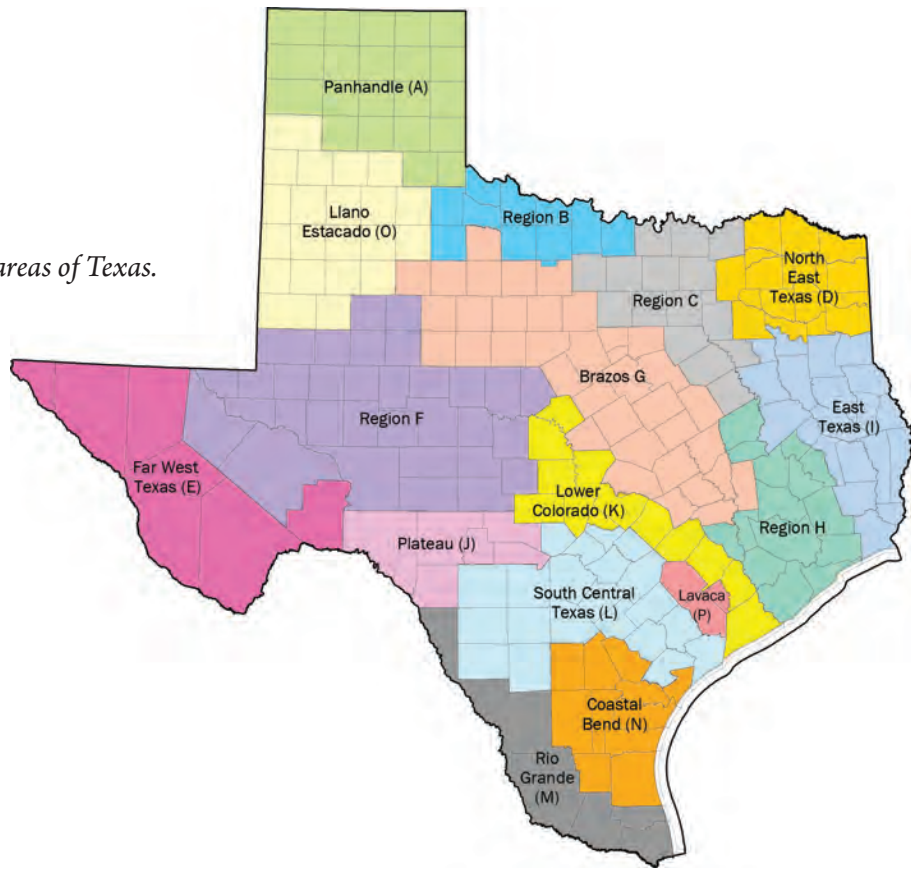 Panhandle (A)
Llano
Estacado (O)
Region B
areas of Texas.
North
East
Texas (D)
Region C
Brazos G
East
Texas (I)
Region F
Far West
Texas (E)
Lower
Colorado (K)
Region H
Plateau (J)
South Central
Texas (L)
Lavaca
(P)
Coastal
Bend (N)
Rio
Grande
(M)